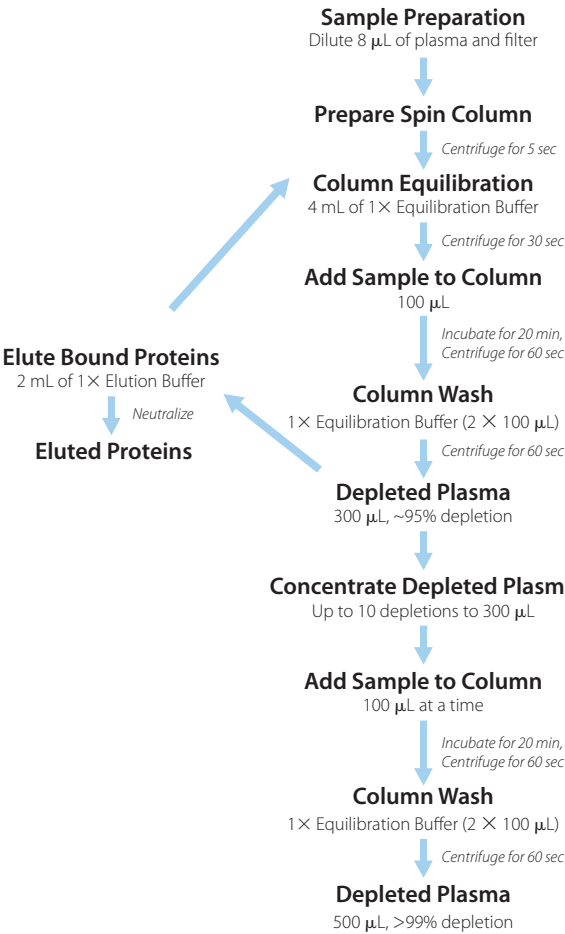 Sample Preparation
Dilute 8 μL of plasma and filter
Prepare Spin Column
Centrifuge for 5 sec
Column Equilibration
4 mL of 1× Equilibration Buffer
Centrifuge for 30 sec
Add Sample to Column
100 μL
Incubate for 20 min,
Centrifuge for 60 sec
Elute Bound Proteins
2 mL of 1× Elution Buffer
Neutralize
Eluted Proteins
Column Wash
1× Equilibration Buffer (2 × 100 μL)
Centrifuge for 60 sec
Depleted Plasma
300 μL, ~95% depletion
Concentrate Depleted Plasm
Up to 10 depletions to 300 μL
Add Sample to Column
100 μL at a time
Incubate for 20 min,
Centrifuge for 60 sec
Column Wash
1× Equilibration Buffer (2 × 100 μL)
Centrifuge for 60 sec
Depleted Plasma
500 μL, >99% depletion